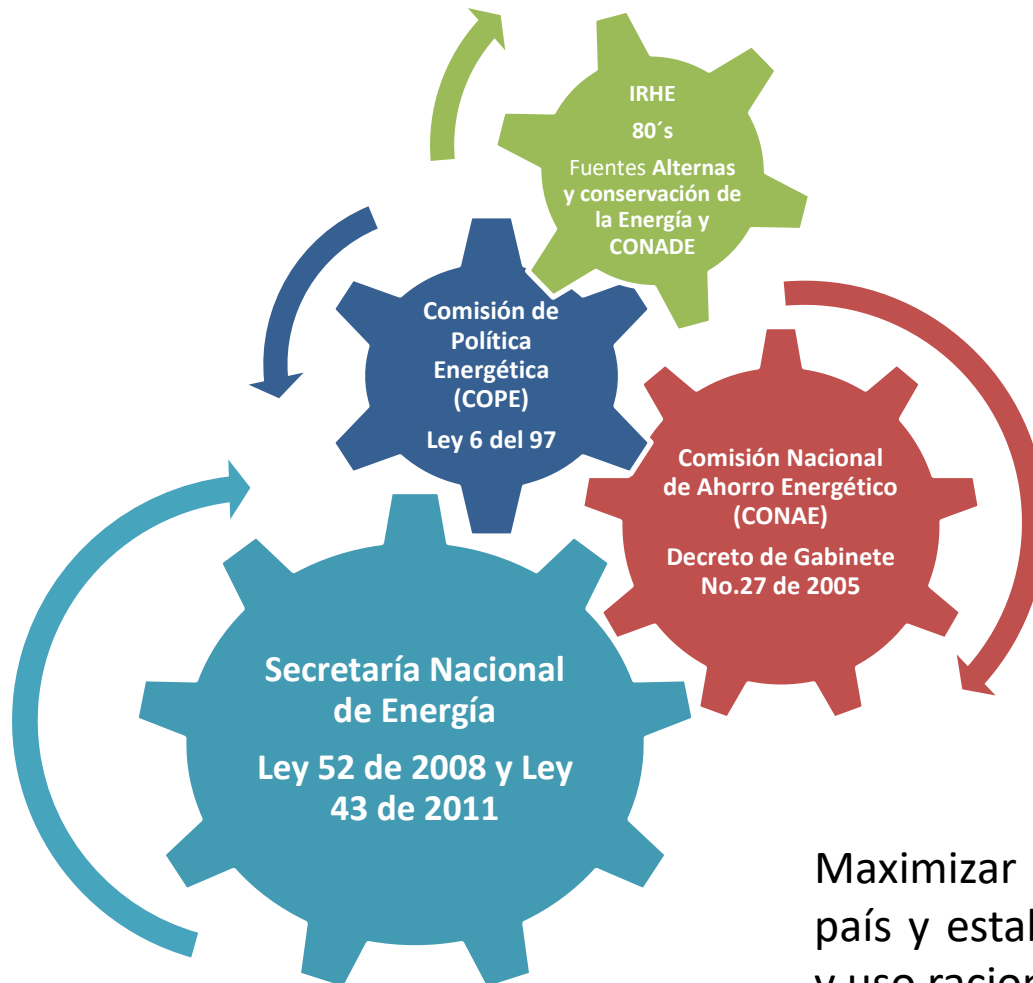 IRHE
80´s
Fuentes Alternas
y conservación de
la Energía y
CONADE
Comisión de
Política
Energética
(COPE)
Ley 6 del 97
Comisión Nacional
de Ahorro Energético
(CONAE)
Decreto de Gabinete
No.27 de 2005
Secretaría Nacional
de Energía
Ley 52 de 2008 y Ley
43 de 2011
Maximizar
país y
y uso